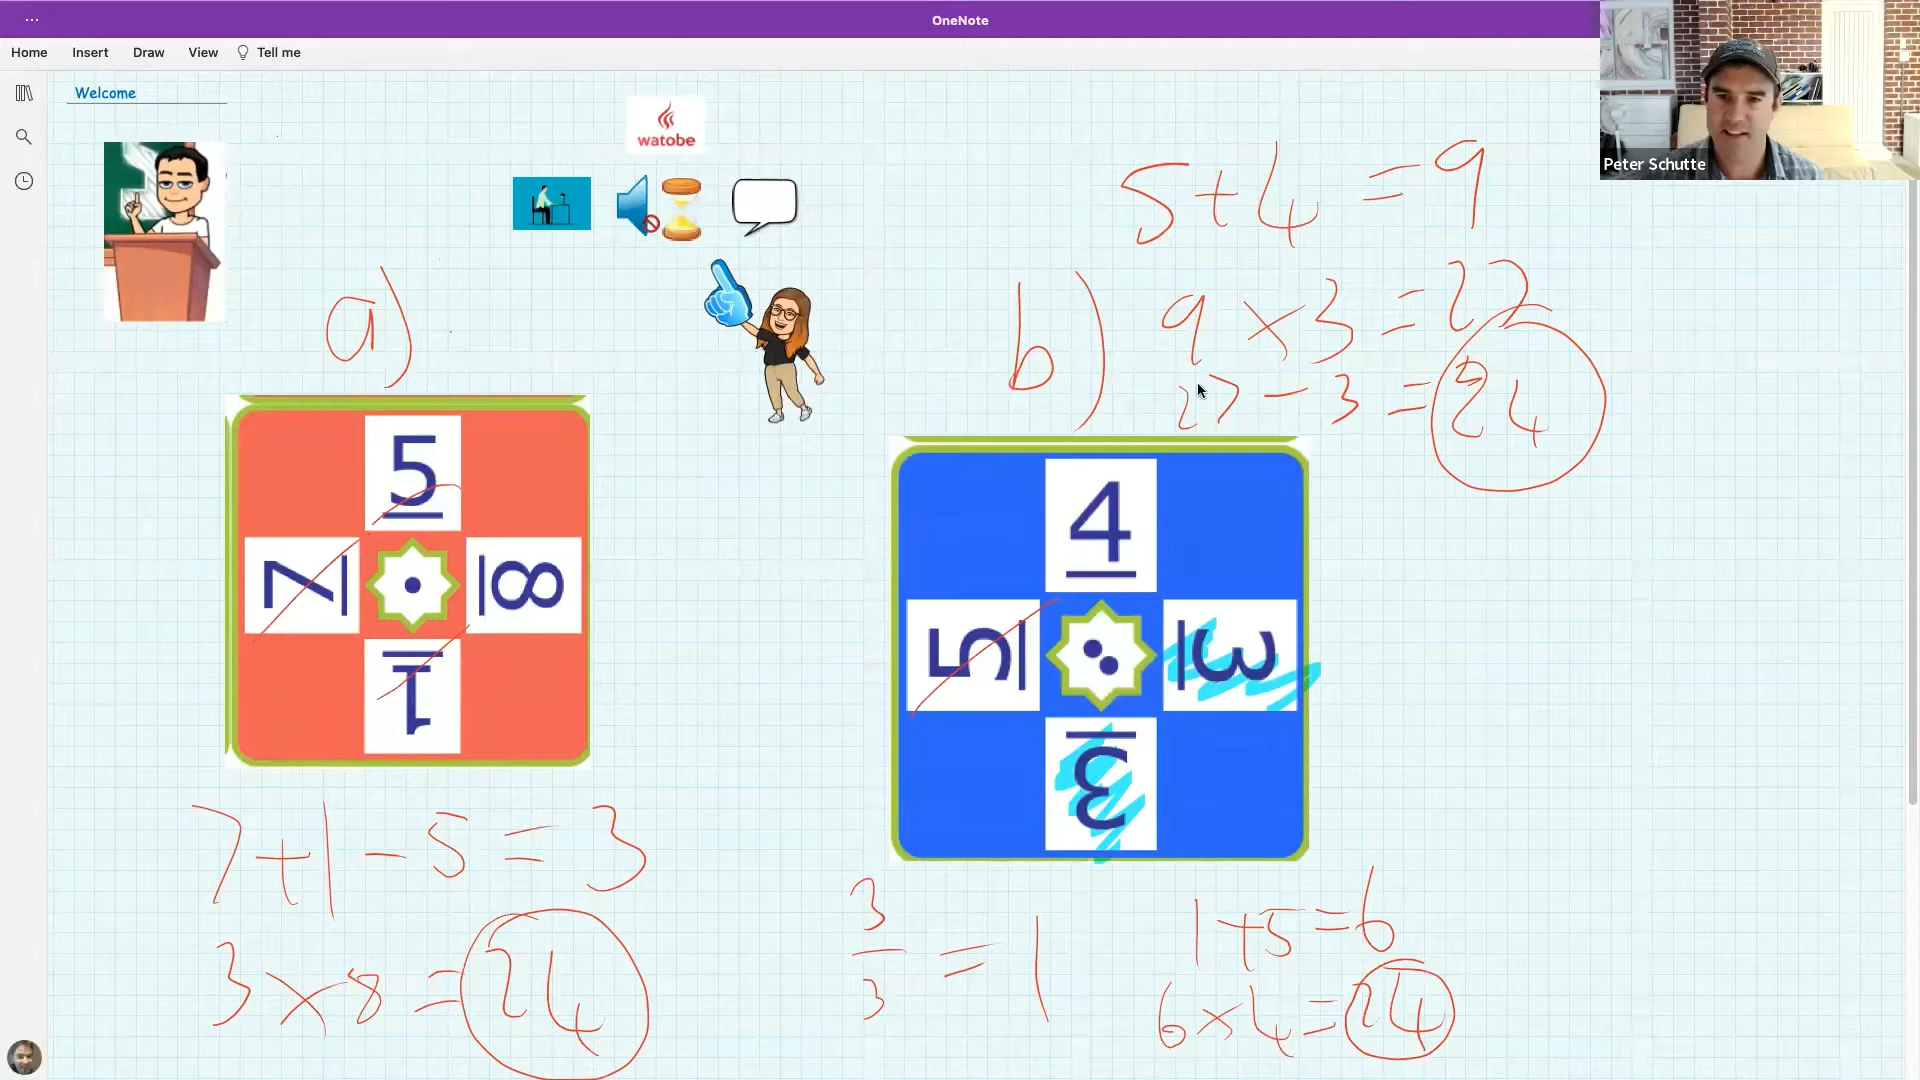 OneNote
Home Insert Draw View Tell me
Welcome
watobe
Peter Schutte
5+4=9
a)
b)
9×3=27
27-3=24
5
7
8
1
4
5
3
3
7+1-5=3
3×8=24
3
3
=1
1+5=6
6×4=24